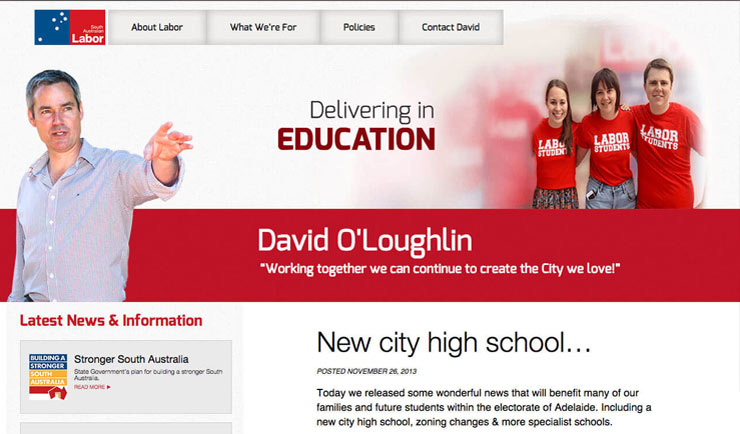 South
Australian
Labor
About Labor
What We're For
Policies
Contact David
Delivering in
EDUCATION
LABOR
STUDENTS
LABOR
STUDENTS
LABOR
STUDENTS
David O'Loughlin
"Working together we can continue to create the City we love!"
Latest News & Information
BUILDING A
STRONGER
SOUTH
AUSTRALIA
Stronger South Australia
State Government's plan for building a stronger South
Australia.
READ MORE ►
New city high school...
POSTED NOVEMBER 26, 2013
Today we released some wonderful news that will benefit many of our
families and future students within the electorate of Adelaide. Including a
new city high school, zoning changes & more specialist schools.